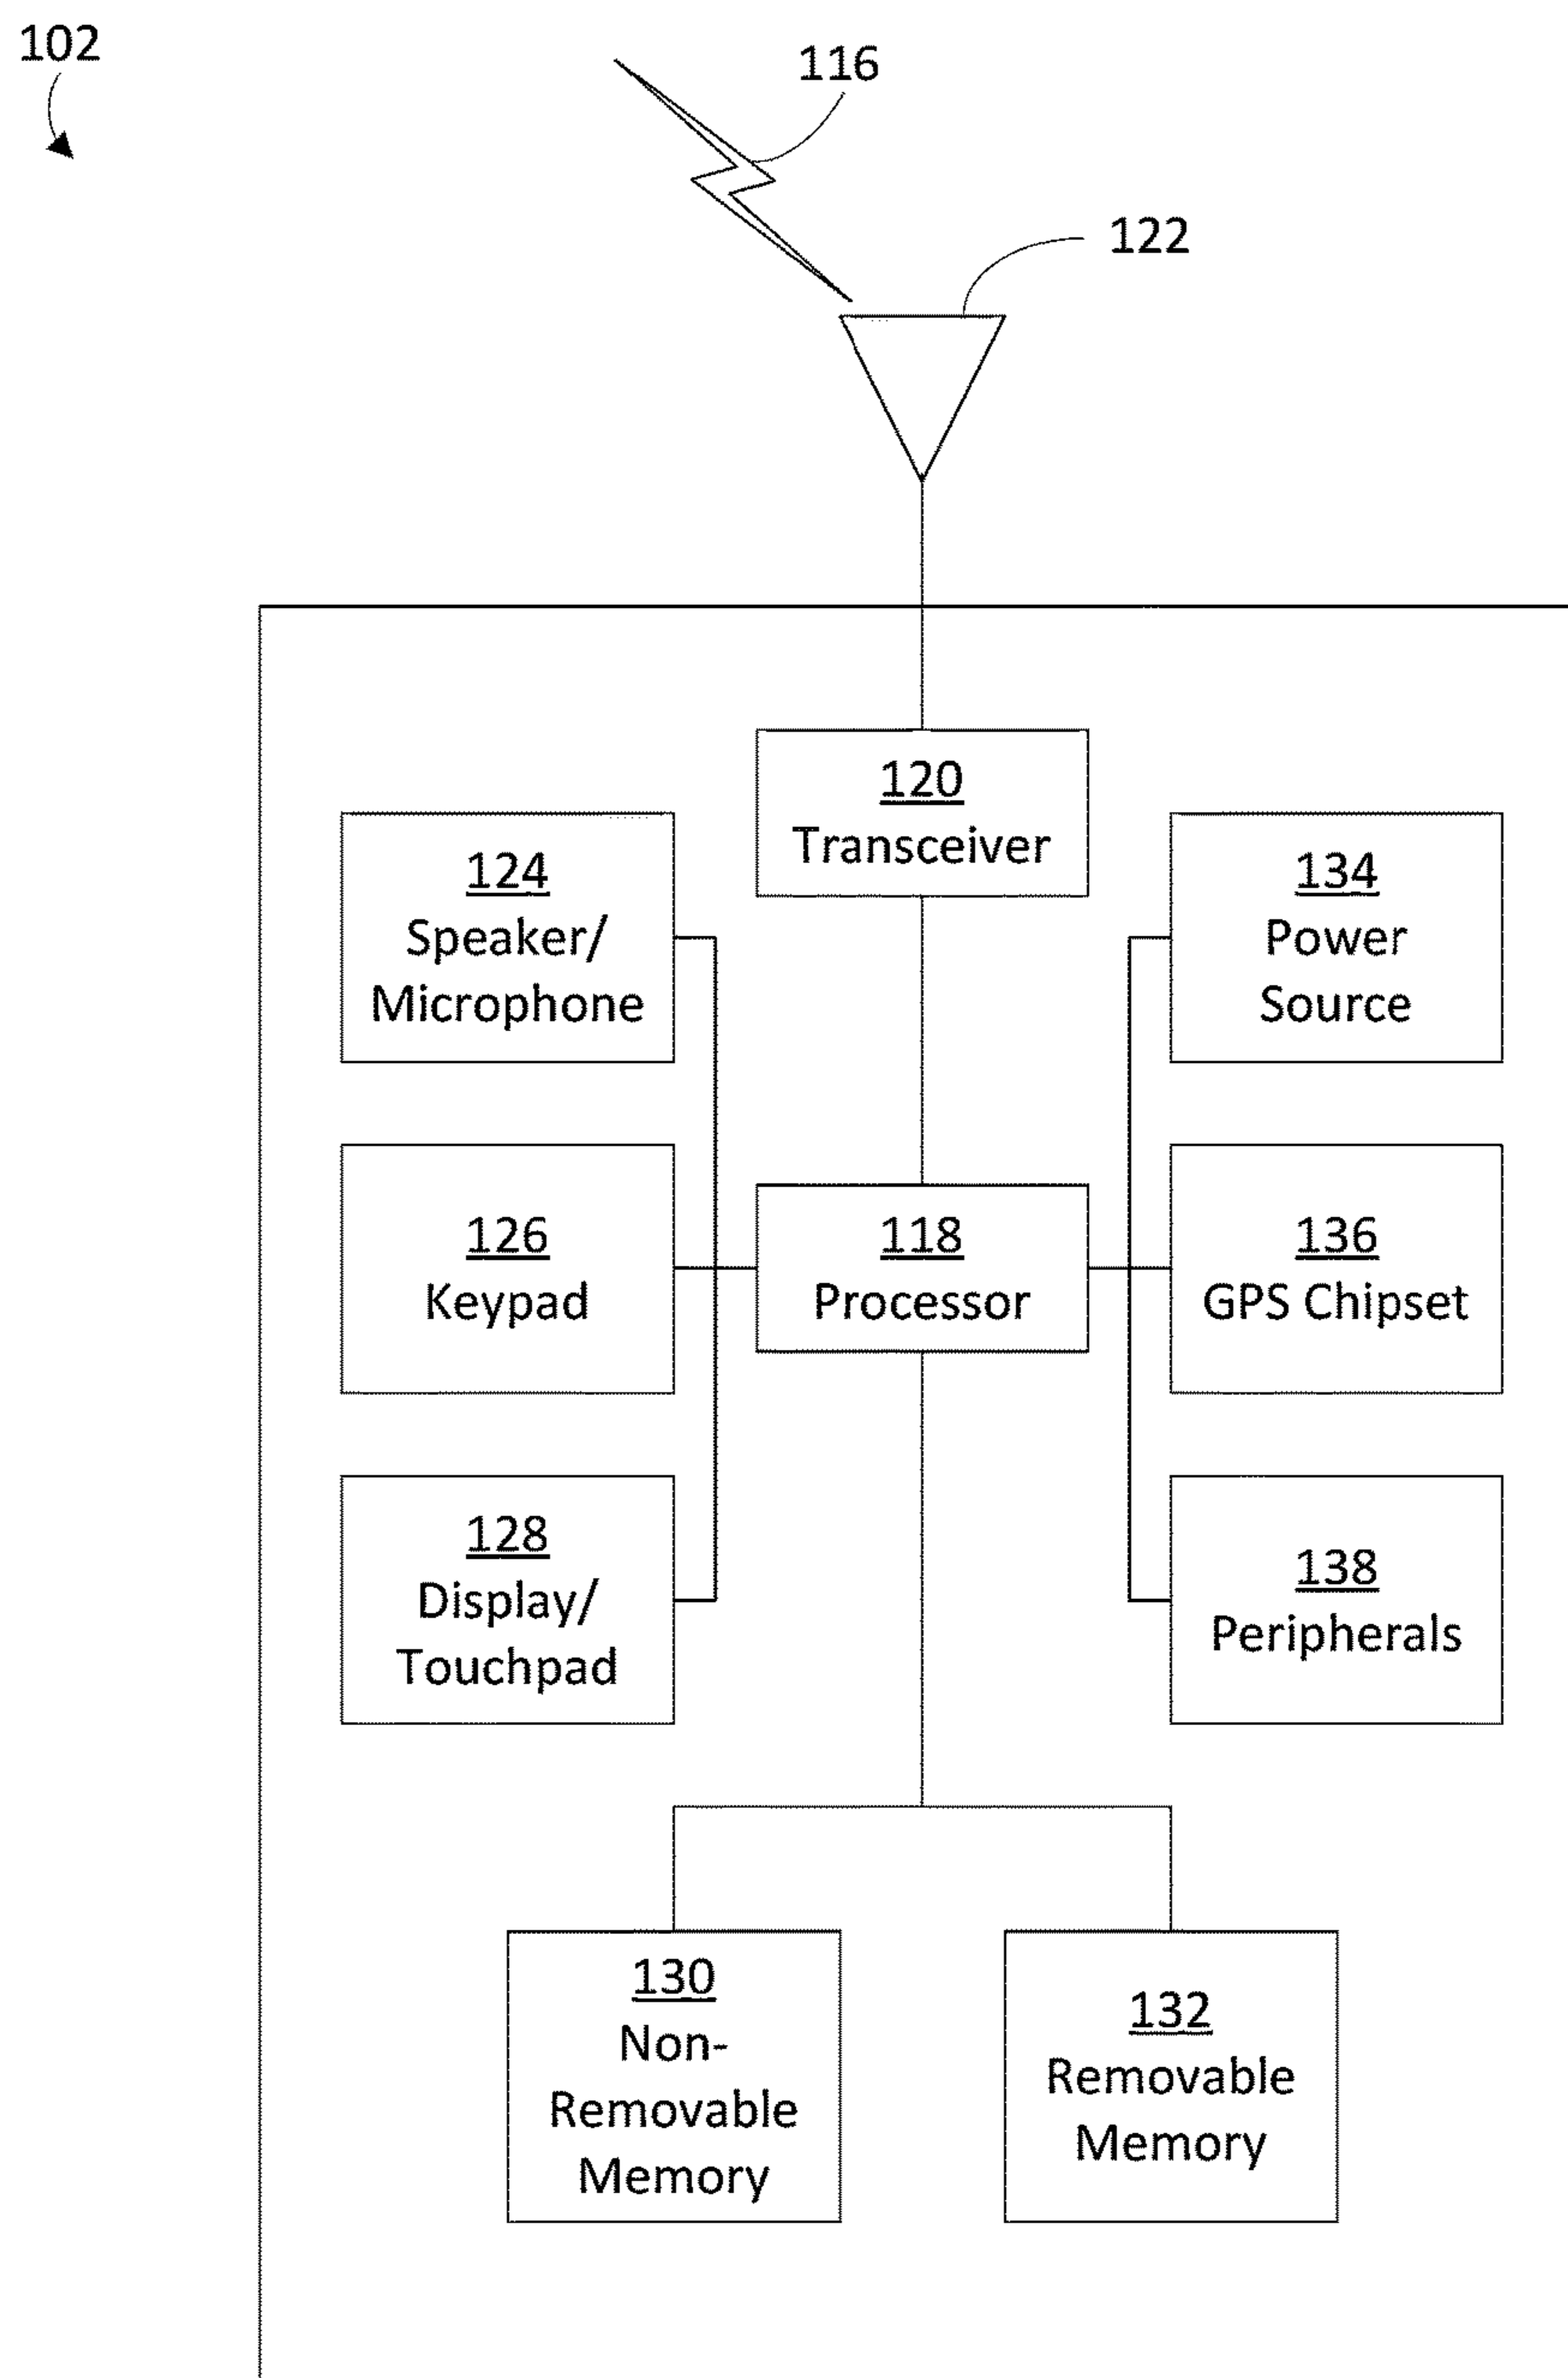 102
116
122
120
Transceiver
124
Speaker/
Microphone
134
Power
Source
126
Keypad
118
Processor
136
GPS Chipset
128
Display/
Touchpad
138
Peripherals
130
Non-
Removable
Memory
132
Removable
Memory